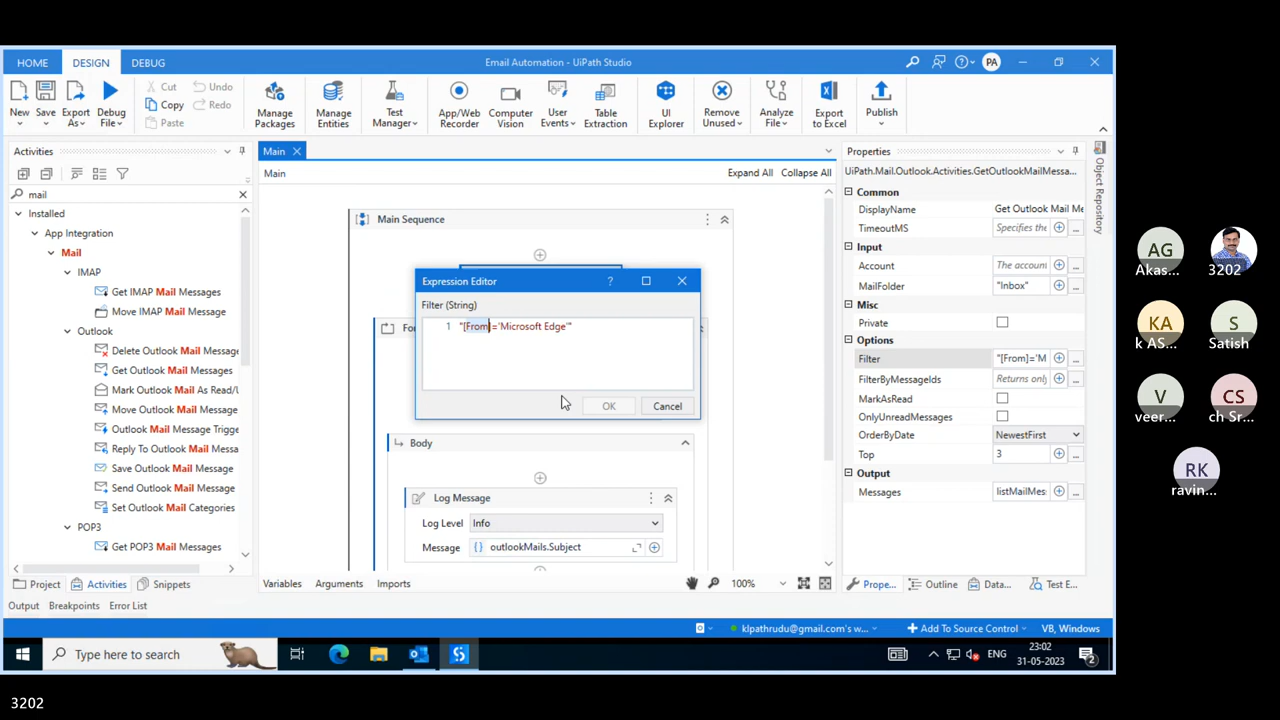 HOME
DESIGN
DEBUG
Email Automation - UiPath Studio
PA
New
Save
Export As
Debug File
Cut
Copy
Paste
Undo
Redo
Manage Packages
Manage Entities
Test Manager
App/Web Recorder
Computer Vision
User Events
Table Extraction
UI Explorer
Remove Unused
Analyze File
Export to Excel
Publish
Activities
mail
Installed
App Integration
Mail
IMAP
Get IMAP Mail Messages
Move IMAP Mail Message
Outlook
Delete Outlook Mail Message
Get Outlook Mail Messages
Mark Outlook Mail As Read/U
Move Outlook Mail Message
Outlook Mail Message Trigge
Reply To Outlook Mail Messa
Save Outlook Mail Message
Send Outlook Mail Message
Set Outlook Mail Categories
POP3
Get POP3 Mail Messages
Project
Activities
Snippets
Output
Breakpoints
Error List
Main
Main
Expand All
Collapse All
Main Sequence
For
Expression Editor
?
Filter (String)
1
"[From]='Microsoft Edge'"
OK
Cancel
Body
Log Message
Log Level
Info
Message
outlookMails.Subject
Variables
Arguments
Imports
100%
Properties
UiPath.Mail.Outlook.Activities.GetOutlookMailMessa...
Common
DisplayName
Get Outlook Mail Me
TimeoutMS
Specifies the
Input
Account
The account
MailFolder
"Inbox"
Misc
Private
Options
Filter
"[From]='M
FilterByMessageIds
Returns only
MarkAsRead
OnlyUnreadMessages
OrderByDate
NewestFirst
Top
3
Output
Messages
listMailMes
Prope...
Outline
Data...
Test E...
Object Repository
klpathrudu@gmail.com's w...
Add To Source Control
VB, Windows
Type here to search
ENG
23:02
31-05-2023
2
AG
Akas...
3202
KA
k AS...
S
Satish
V
veer...
CS
ch Sr...
RK
ravin...
3202